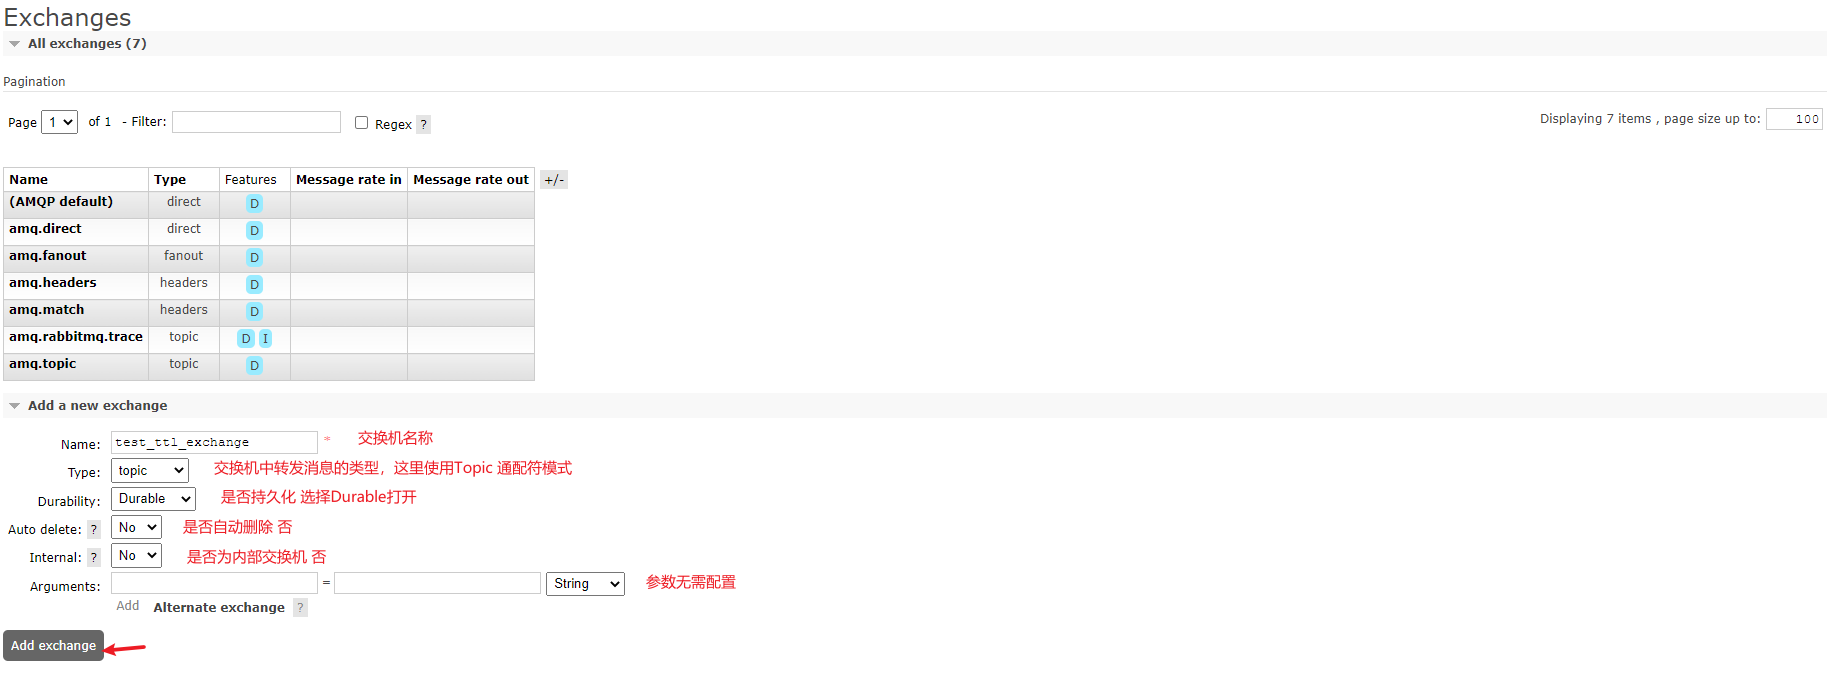 Exchanges
All exchanges (7)
Pagination
Page 1 of 1 - Filter: Regex ? Displaying 7 items , page size up to: 100
Name Type Features Message rate in Message rate out +/-
(AMQP default) direct D
amq.direct direct D
amq.fanout fanout D
amq.headers headers D
amq.match headers D
amq.rabbitmq.trace topic D I
amq.topic topic D
Add a new exchange
Name: test_ttl_exchange * 交换机名称
Type: topic 交换机中转发消息的类型，这里使用Topic 通配符模式
Durability: Durable 是否持久化 选择Durable打开
Auto delete: ? No 是否自动删除 否
Internal: ? No 是否为内部交换机 否
Arguments: = String 参数无需配置
Add Alternate exchange ?
Add exchange